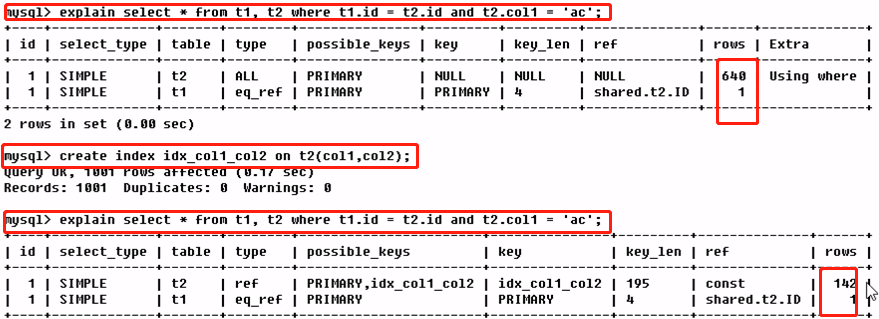 mysql> explain select * from t1, t2 where t1.id = t2.id and t2.col1 = 'ac';
| id | select_type | table | type | possible_keys | key | key_len | ref | rows | Extra |
| 1 | SIMPLE | t2 | ALL | PRIMARY | NULL | NULL | NULL | 640 | Using where |
| 1 | SIMPLE | t1 | eq_ref | PRIMARY | PRIMARY | 4 | shared.t2.ID | 1 | |
2 rows in set (0.00 sec)
mysql> create index idx_col1_col2 on t2(col1,col2);
Query OK, 1001 rows affected (0.17 sec)
Records: 1001 Duplicates: 0 Warnings: 0
mysql> explain select * from t1, t2 where t1.id = t2.id and t2.col1 = 'ac';
| id | select_type | table | type | possible_keys | key | key_len | ref | rows |
| 1 | SIMPLE | t2 | ref | PRIMARY,idx_col1_col2 | idx_col1_col2 | 195 | const | 142 |
| 1 | SIMPLE | t1 | eq_ref | PRIMARY | PRIMARY | 4 | shared.t2.ID | 1 |